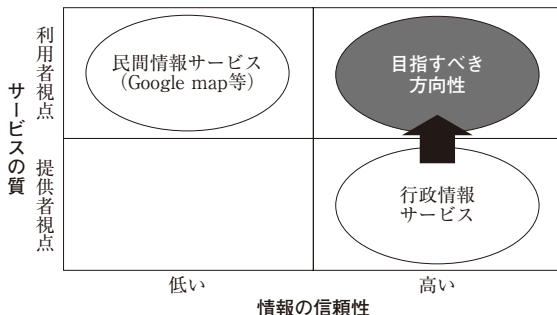 サービスの質
利用者視点
提供者視点
民間情報サービス
（Google map等）
目指すべき
方向性
行政情報
サービス
低い
高い
情報の信頼性